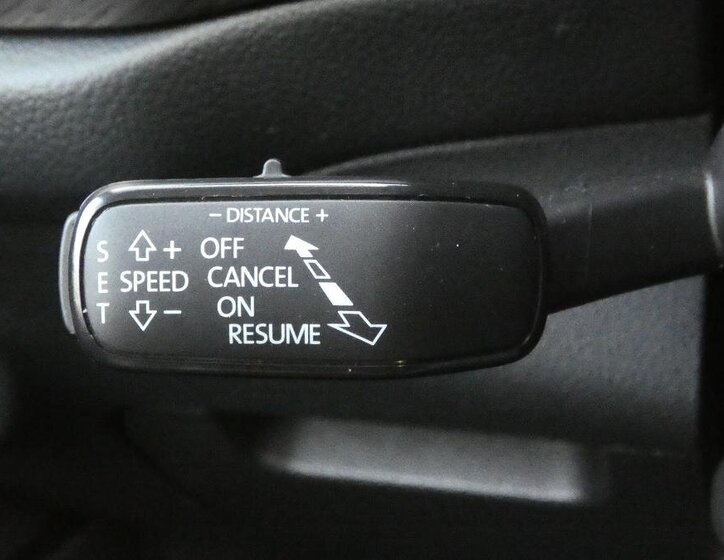 - DISTANCE +
S + OFF
E SPEED CANCEL
T - ON
RESUME